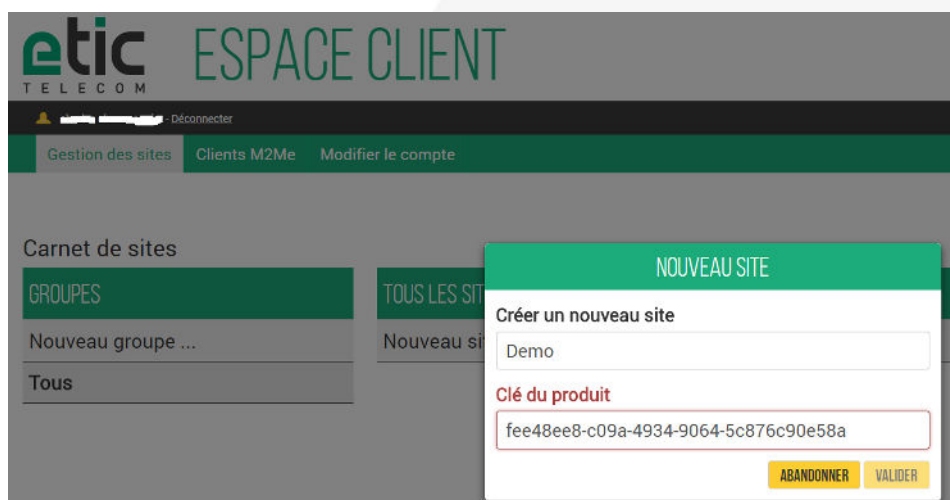 etic
TELECOM
ESPACE CLIENT
- Déconnecter
Gestion des sites Clients M2Me Modifier le compte
Carnet de sites
GROUPES
Nouveau groupe ...
Tous
TOUS LES SIT
Nouveau si
NOUVEAU SITE
Créer un nouveau site
Demo
Clé du produit
fee48ee8-c09a-4934-9064-5c876c90e58a
ABANDONNER VALIDER